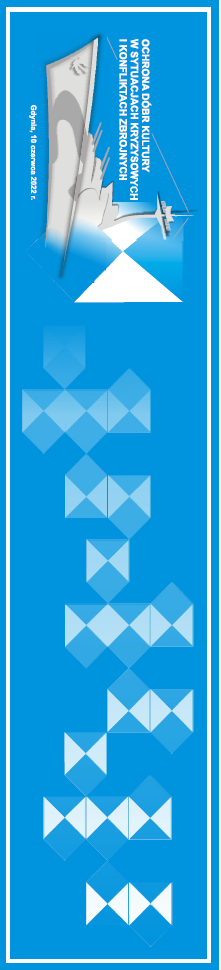 OCHRONA DÓBR KULTURY
W SYTUACJACH KRYZYSOWYCH
I KONFLIKTACH ZBROJNYCH
Gdynia, 10 czerwca 2022 r.